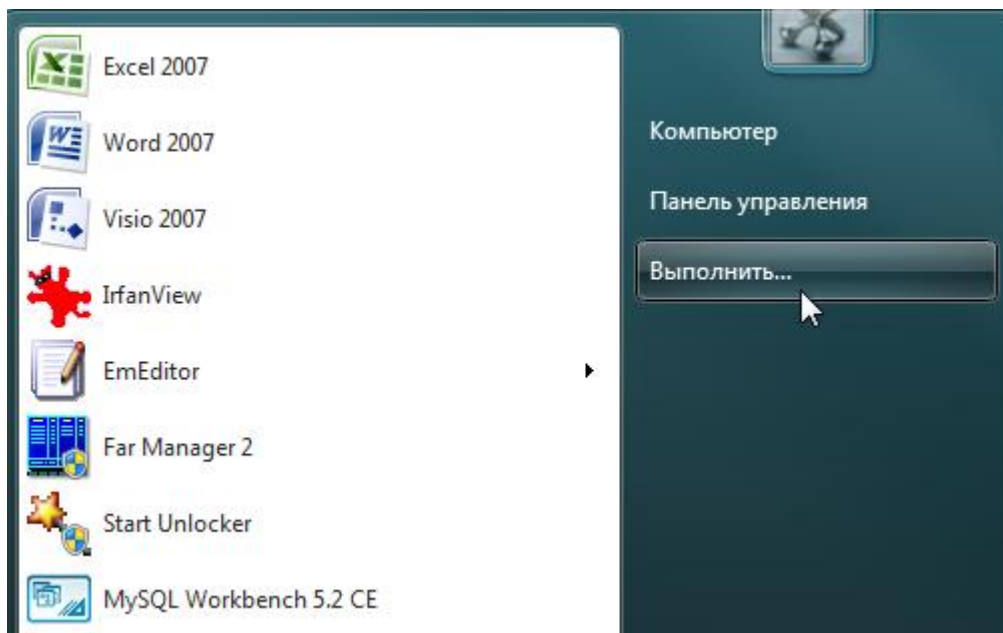 Excel 2007
Word 2007
Visio 2007
IrfanView
EmEditor
Far Manager 2
Start Unlocker
MySQL Workbench 5.2 CE
Компьютер
Панель управления
Выполнить...